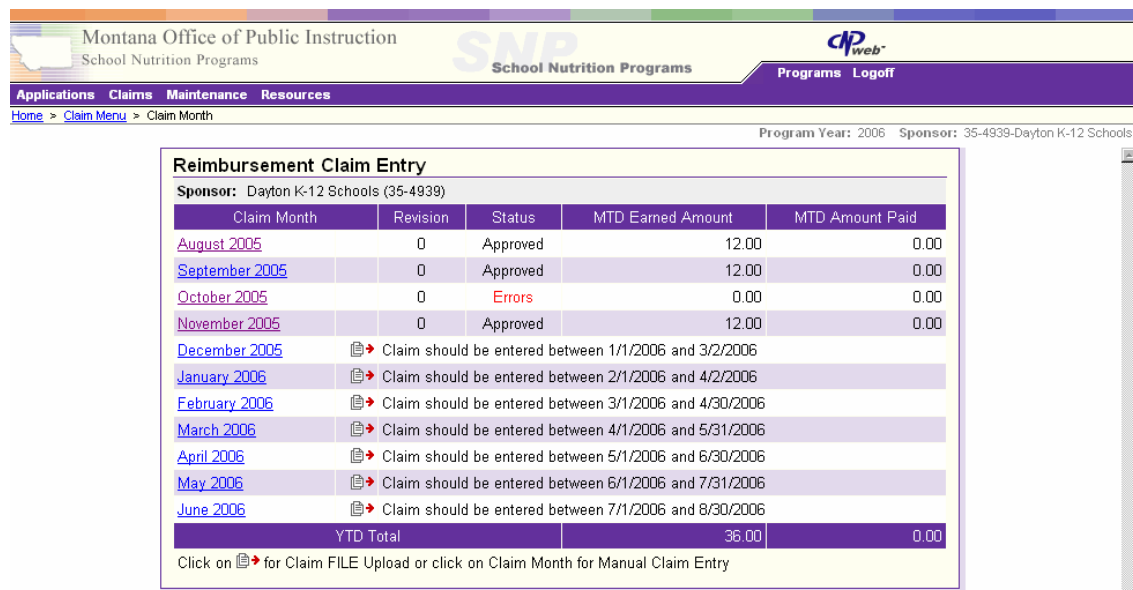 Montana Office of Public Instruction
School Nutrition Programs
SNP
School Nutrition Programs
CNPweb
Programs Logoff
Applications Claims Maintenance Resources
Home > Claim Menu > Claim Month
Program Year: 2006 Sponsor: 35-4939-Dayton K-12 Schools
Reimbursement Claim Entry
Sponsor: Dayton K-12 Schools (35-4939)
Claim Month Revision Status MTD Earned Amount MTD Amount Paid
August 2005 0 Approved 12.00 0.00
September 2005 0 Approved 12.00 0.00
October 2005 0 Errors 0.00 0.00
November 2005 0 Approved 12.00 0.00
December 2005 Claim should be entered between 1/1/2006 and 3/2/2006
January 2006 Claim should be entered between 2/1/2006 and 4/2/2006
February 2006 Claim should be entered between 3/1/2006 and 4/30/2006
March 2006 Claim should be entered between 4/1/2006 and 5/31/2006
April 2006 Claim should be entered between 5/1/2006 and 6/30/2006
May 2006 Claim should be entered between 6/1/2006 and 7/31/2006
June 2006 Claim should be entered between 7/1/2006 and 8/30/2006
YTD Total 36.00 0.00
Click on for Claim FILE Upload or click on Claim Month for Manual Claim Entry